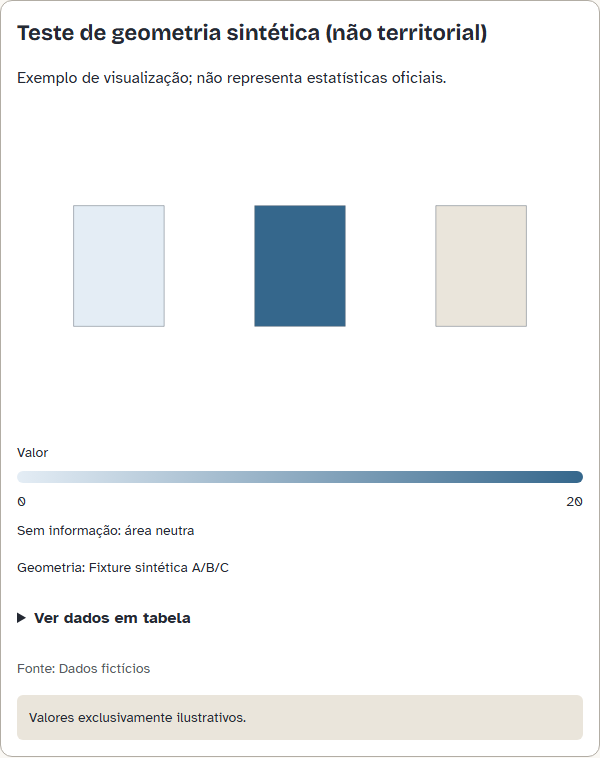 Teste de geometria sintética (não territorial)
Exemplo de visualização; não representa estatísticas oficiais.
Valor
0 20
Sem informação: área neutra
Geometria: Fixture sintética A/B/C
Ver dados em tabela
Fonte: Dados fictícios
Valores exclusivamente ilustrativos.